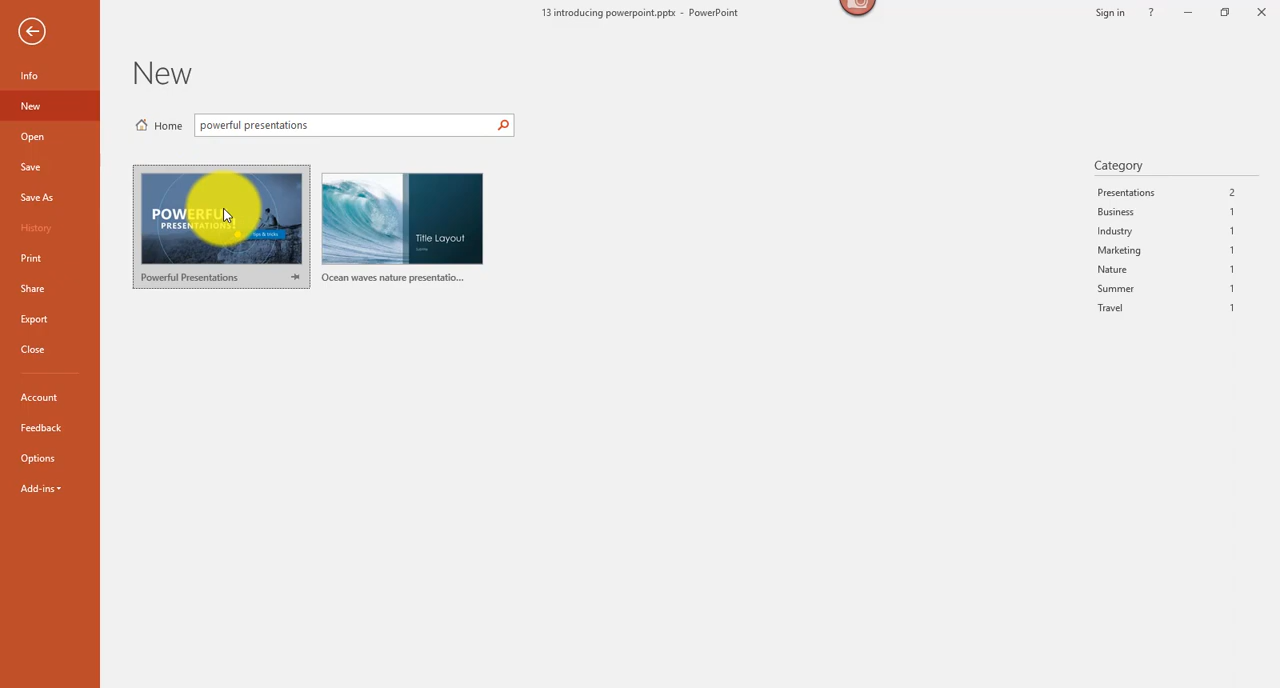 13 introducing powerpoint.pptx - PowerPoint
Sign in
?
Info
New
Open
Save
Save As
History
Print
Share
Export
Close
Account
Feedback
Options
Add-ins
New
Home
powerful presentations
POWERFUL
PRESENTATIONS
tips & tricks
Powerful Presentations
Title Layout
Ocean waves nature presentatio...
Category
Presentations 2
Business 1
Industry 1
Marketing 1
Nature 1
Summer 1
Travel 1